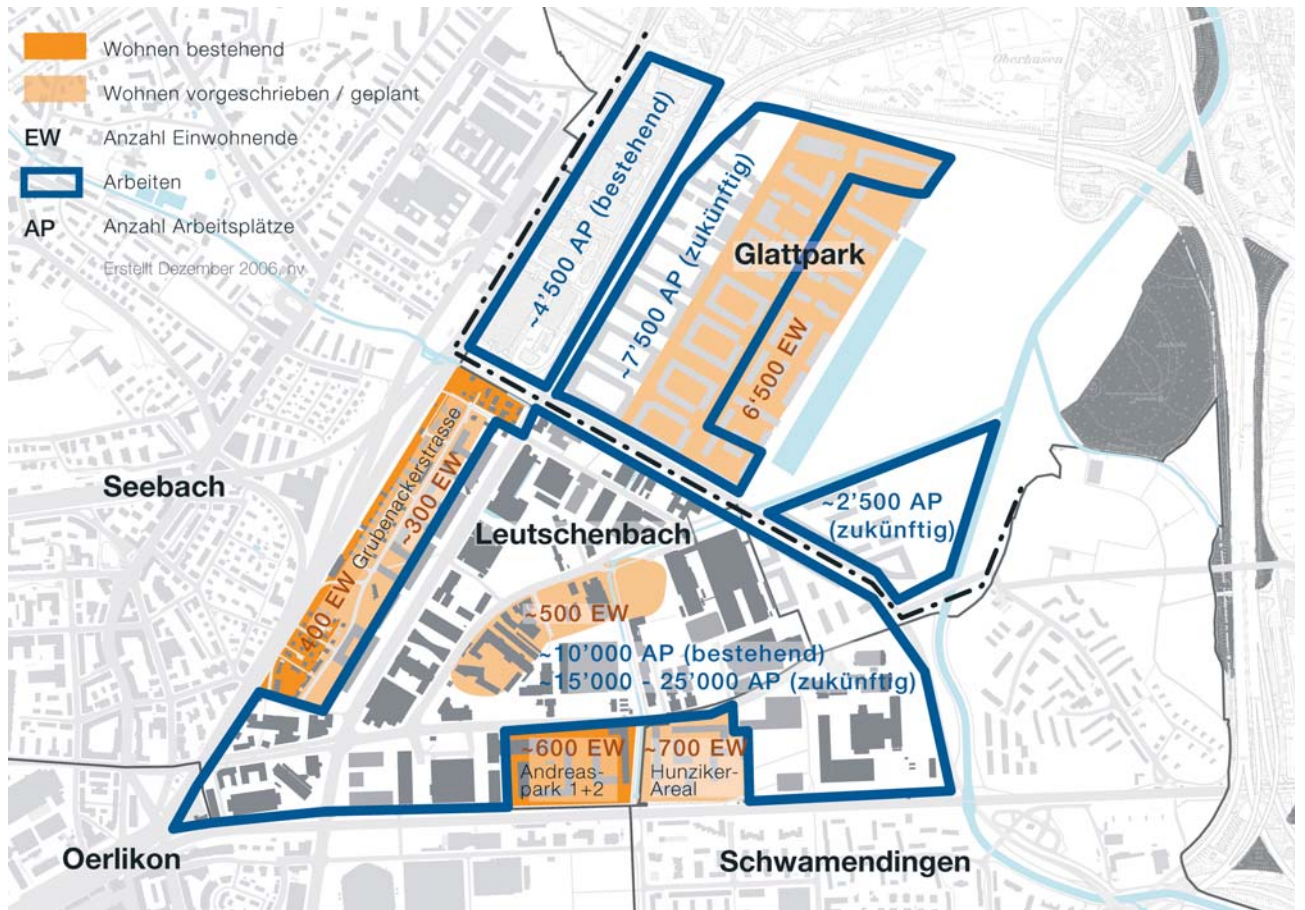 Wohnen bestehend
Wohnen vorgeschrieben / geplant
EW Anzahl Einwohnende
Arbeiten
AP Anzahl Arbeitsplätze
Erstellt Dezember 2006, nv
Oberhusen
~4'500 AP (bestehend)
~7'500 AP (zukünftig)
Glattpark
6'500 EW
Seebach
400 EW
Grubenackerstrasse
~300 EW
Leutschenbach
~2'500 AP
(zukünftig)
~500 EW
~10'000 AP (bestehend)
~15'000 - 25'000 AP (zukünftig)
~600 EW
Andreas-
park 1+2
~700 EW
Hunziker-
Areal
Oerlikon
Schwamendingen